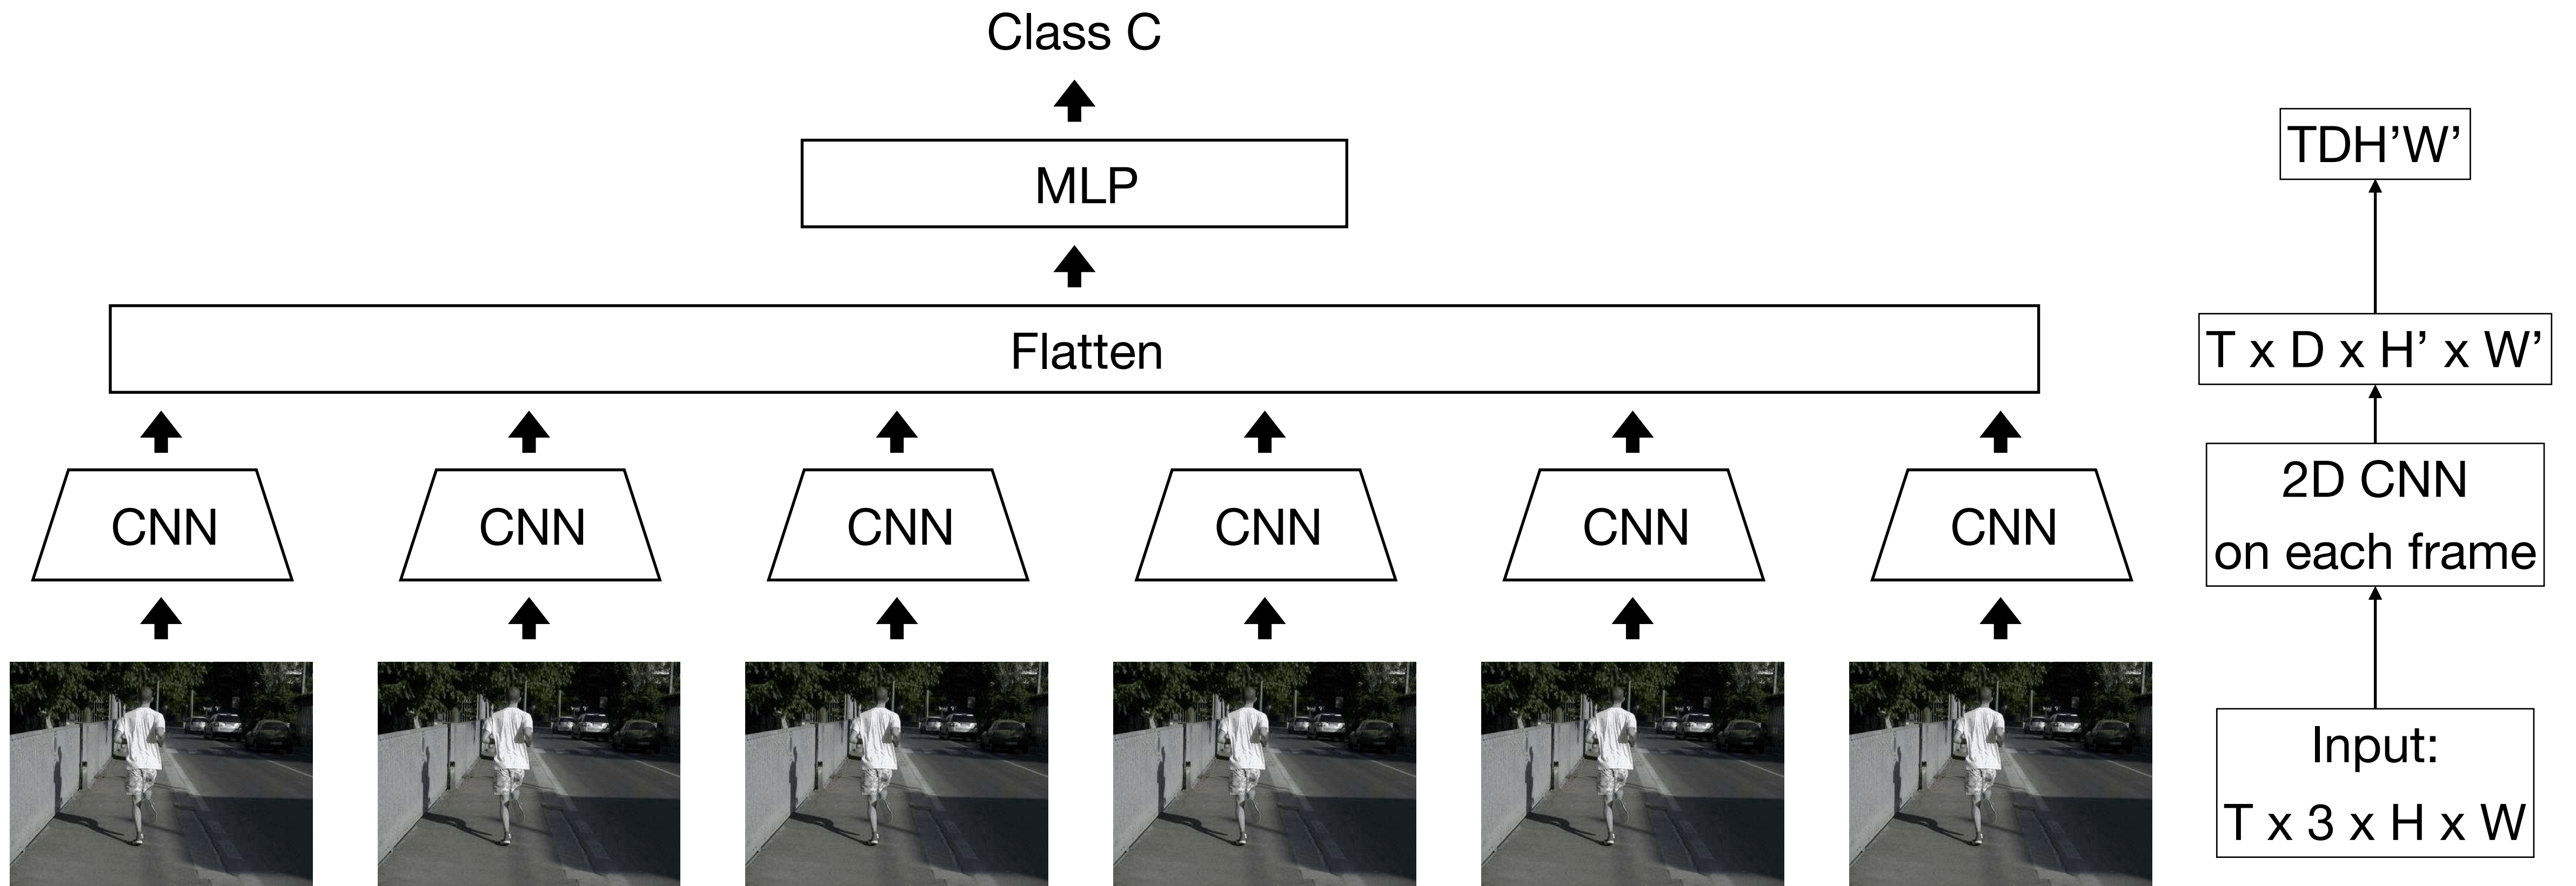 Class C
MLP
Flatten
CNN
CNN
CNN
CNN
CNN
CNN
TDH’W’
T x D x H’ x W’
2D CNN
on each frame
Input:
T x 3 x H x W